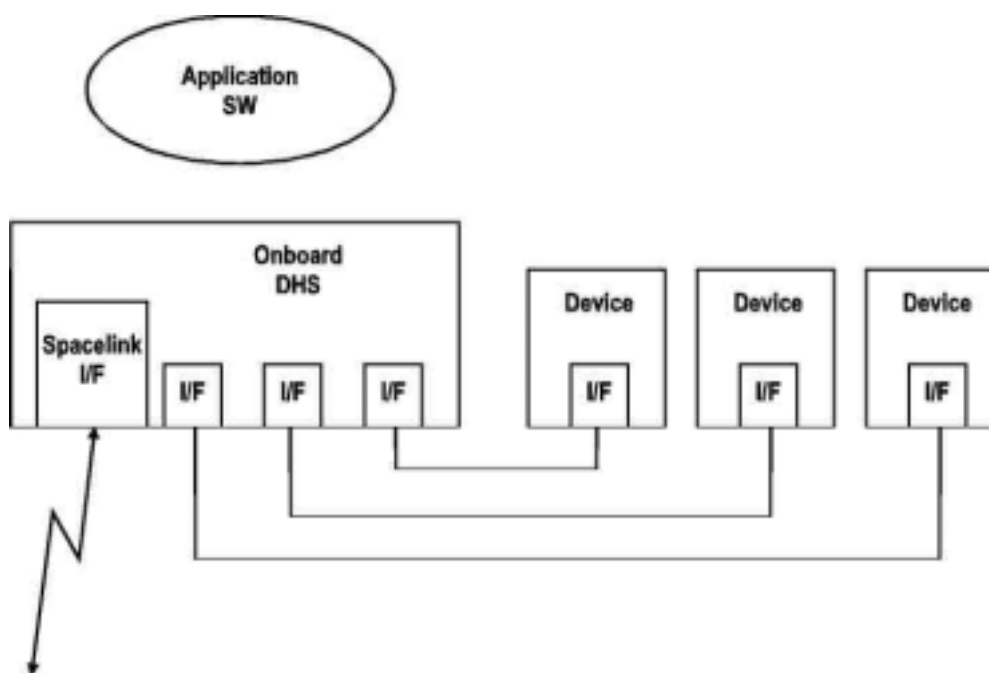 Application
SW
Onboard
DHS
Spacelink
I/F
I/F
I/F
I/F
Device
I/F
Device
I/F
Device
I/F